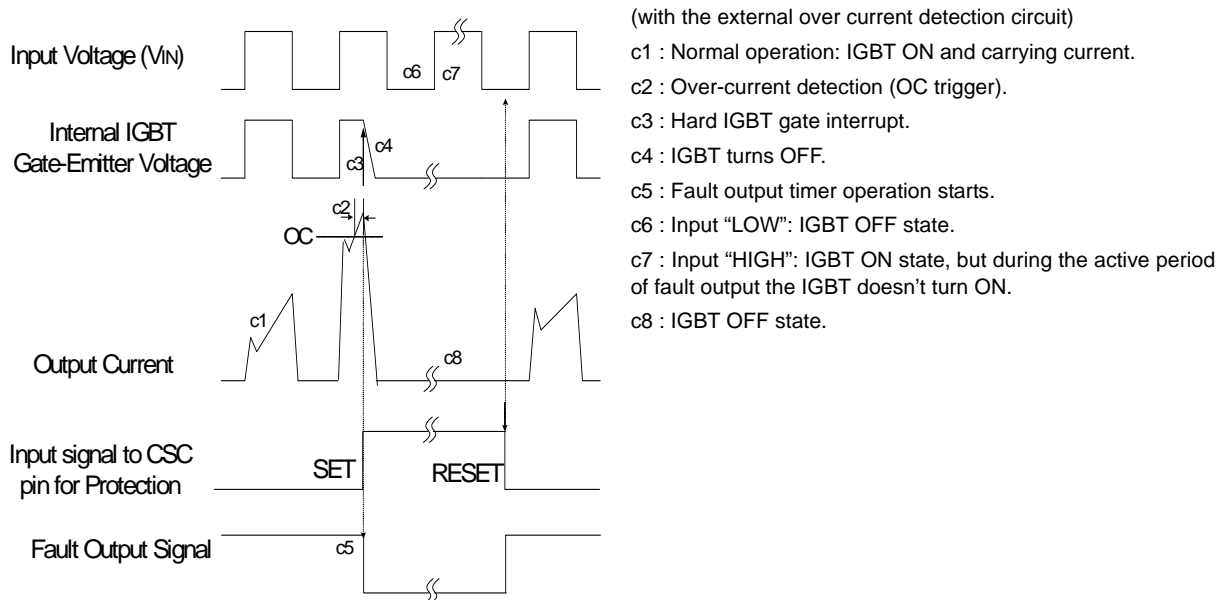 (with the external over current detection circuit)
c1 : Normal operation: IGBT ON and carrying current.
c2 : Over-current detection (OC trigger).
c3 : Hard IGBT gate interrupt.
c4 : IGBT turns OFF.
c5 : Fault output timer operation starts.
c6 : Input “LOW”: IGBT OFF state.
c7 : Input “HIGH”: IGBT ON state, but during the active period
of fault output the IGBT doesn’t turn ON.
c8 : IGBT OFF state.
Input Voltage (VIN)
c6
c7
Internal IGBT
Gate-Emitter Voltage
c4
c3
c2
OC
c1
Output Current
c8
Input signal to CSC
pin for Protection
SET
RESET
Fault Output Signal
c5